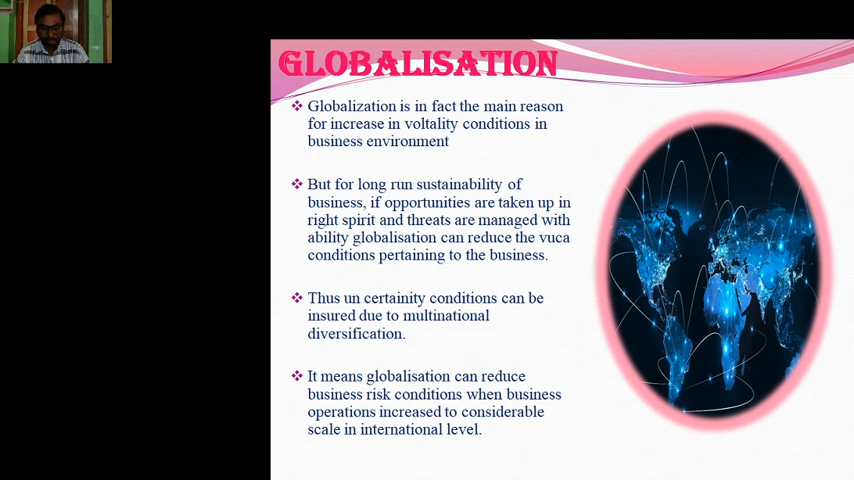 GLOBALISATION
Globalization is in fact the main reason
for increase in voltality conditions in
business environment
But for long run sustainability of
business, if opportunities are taken up in
right spirit and threats are managed with
ability globalisation can reduce the vuca
conditions pertaining to the business.
Thus un certainity conditions can be
insured due to multinational
diversification.
It means globalisation can reduce
business risk conditions when business
operations increased to considerable
scale in international level.